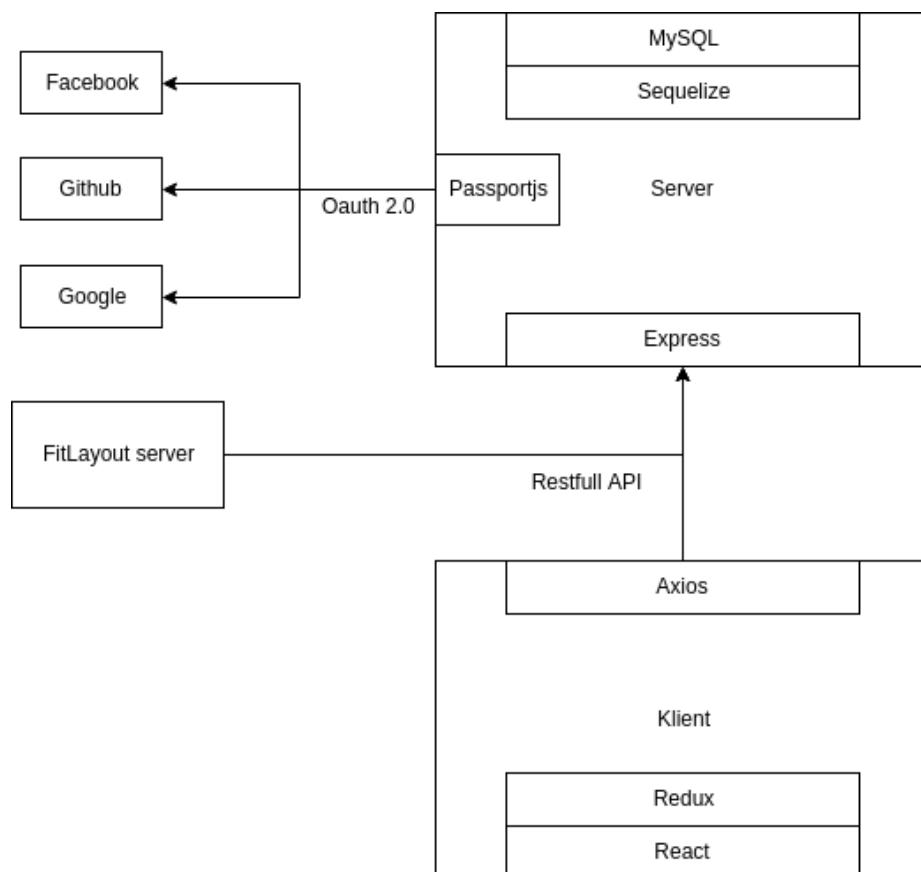 MySQL
Facebook
Sequelize
Github
Passportjs
Server
Oauth 2.0
Google
Express
FitLayout server
Restfull API
Axios
Klient
Redux
React